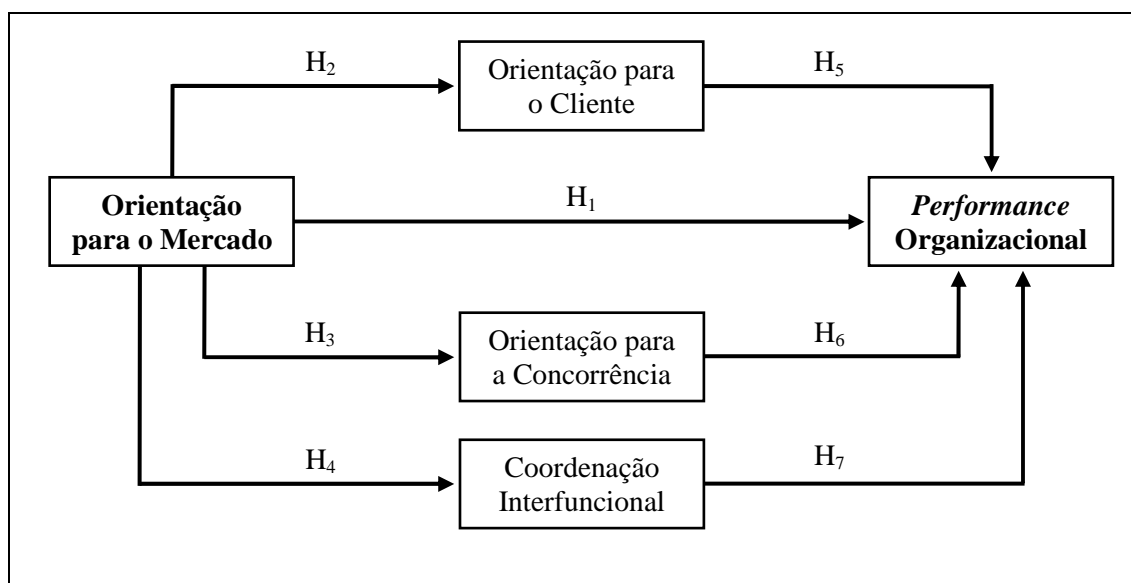 H₂
Orientação para
o Cliente
H₅
Orientação
para o Mercado
H₁
Performance
Organizacional
H₃
Orientação para
a Concorrência
H₆
H₄
Coordenação
Interfuncional
H₇